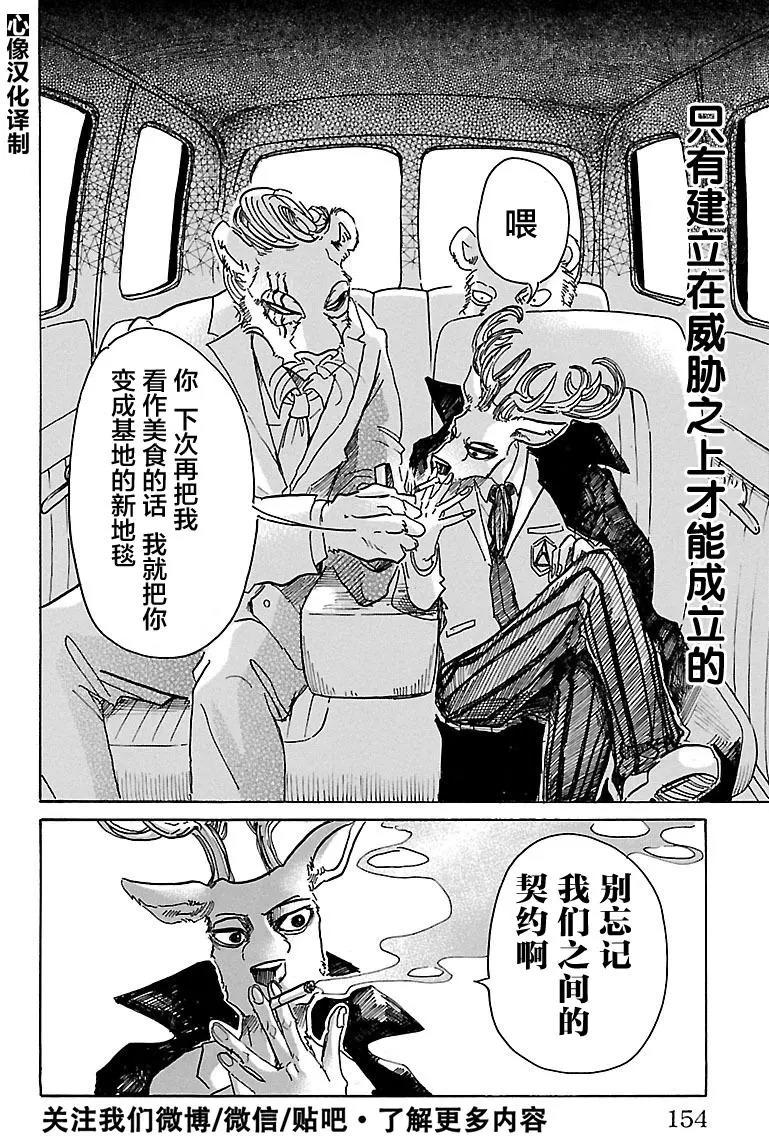 心像汉化译制
只有建立在威胁之上才能成立的
喂
你 下次再把我
看作美食的话 我就把你
变成基地的新地毯
A
别忘记
我们之间的
契约啊
关注我们微博/微信/贴吧·了解更多内容
154